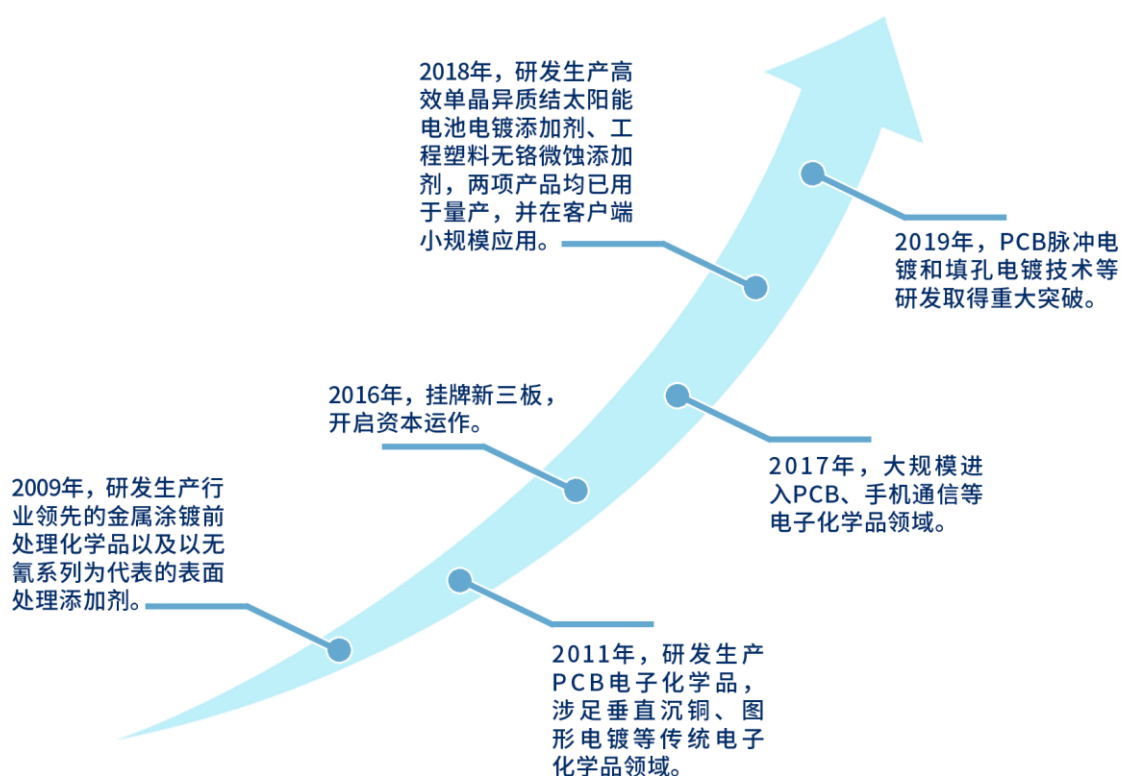 2018年，研发生产高
效单晶异质结太阳能
电池电镀添加剂、工
程塑料无铬微蚀添加
剂，两项产品均已用
于量产，并在客户端
小规模应用。
2019年，PCB脉冲电
镀和填孔电镀技术等
研发取得重大突破。
2016年，挂牌新三板，
开启资本运作。
2017年，大规模进
入PCB、手机通信等
电子化学品领域。
2009年，研发生产行
业领先的金属涂镀前
处理化学品以及以无
氰系列为代表的表面
处理添加剂。
2011年，研发生产
PCB电子化学品，
涉足垂直沉铜、图
形电镀等传统电子
化学品领域。